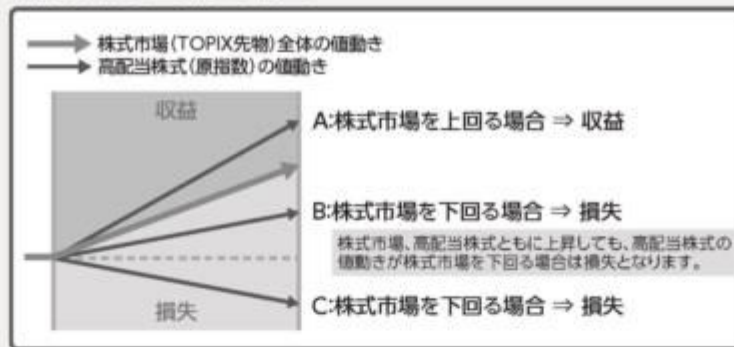 株式市場(TOPIX先物)全体の値動き
高配当株式(原指数)の値動き
収益
A:株式市場を上回る場合 ⇒ 収益
B:株式市場を下回る場合 ⇒ 損失
株式市場、高配当株式ともに上昇しても、高配当株式の
値動きが株式市場を下回る場合は損失となります。
損失
C:株式市場を下回る場合 ⇒ 損失